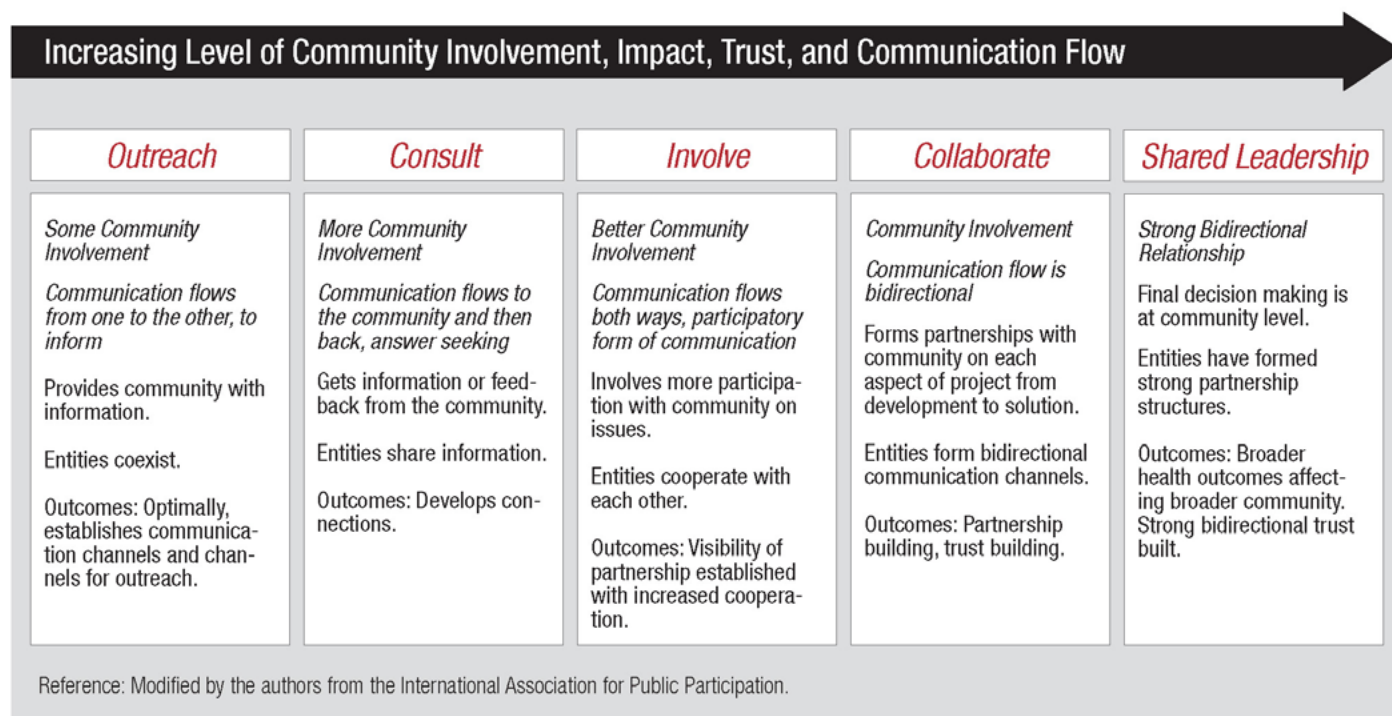 Increasing Level of Community Involvement, Impact, Trust, and Communication Flow
Outreach
Some Community
Involvement
Communication flows
from one to the other, to
inform
Provides community with
information.
Entities coexist.
Outcomes: Optimally,
establishes communica-
tion channels and chan-
nels for outreach.
Consult
More Community
Involvement
Communication flows to
the community and then
back, answer seeking
Gets information or feed-
back from the community.
Entities share information.
Outcomes: Develops con-
nections.
Involve
Better Community
Involvement
Communication flows
both ways, participatory
form of communication
Involves more participa-
tion with community on
issues.
Entities cooperate with
each other.
Outcomes: Visibility of
partnership established
with increased coopera-
tion.
Collaborate
Community Involvement
Communication flow is
bidirectional
Forms partnerships with
community on each
aspect of project from
development to solution.
Entities form bidirectional
communication channels.
Outcomes: Partnership
building, trust building.
Shared Leadership
Strong Bidirectional
Relationship
Final decision making is
at community level.
Entities have formed
strong partnership
structures.
Outcomes: Broader
health outcomes affect-
ing broader community.
Strong bidirectional trust
built.
Reference: Modified by the authors from the International Association for Public Participation.